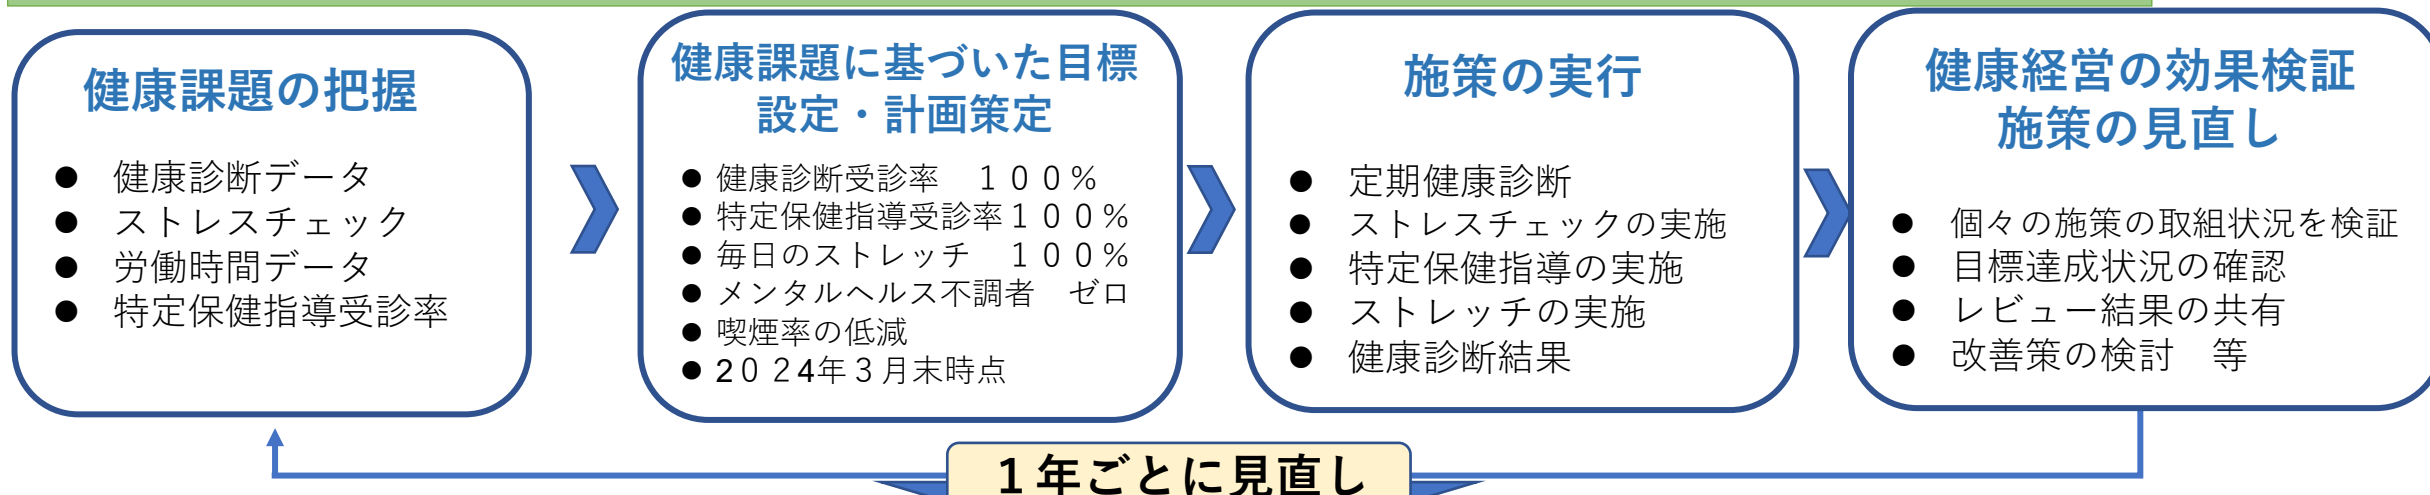 健康課題の把握
● 健康診断データ
● ストレスチェック
● 労働時間データ
● 特定保健指導受診率
健康課題に基づいた目標
設定・計画策定
● 健康診断受診率　１００%
● 特定保健指導受診率１００%
● 毎日のストレッチ　１００%
● メンタルヘルス不調者　ゼロ
● 喫煙率の低減
● 2０２4年３月末時点
施策の実行
● 定期健康診断
● ストレスチェックの実施
● 特定保健指導の実施
● ストレッチの実施
● 健康診断結果
健康経営の効果検証
施策の見直し
● 個々の施策の取組状況を検証
● 目標達成状況の確認
● レビュー結果の共有
● 改善策の検討　等
１年ごとに見直し